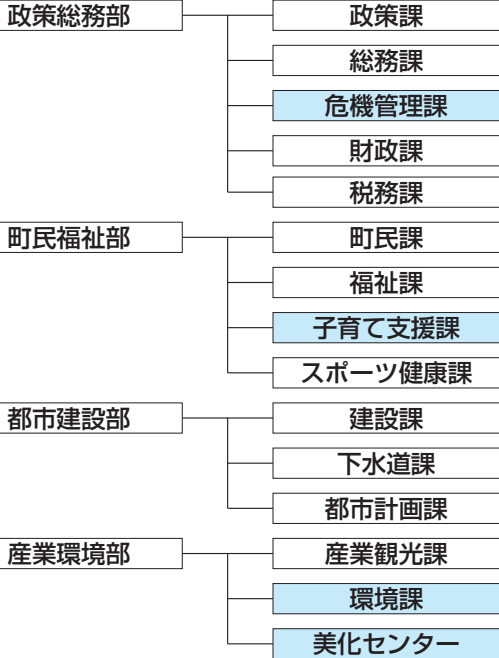 政策総務部
政策課
総務課
危機管理課
財政課
税務課
町民福祉部
町民課
福祉課
子育て支援課
スポーツ健康課
都市建設部
建設課
下水道課
都市計画課
産業環境部
産業観光課
環境課
美化センター